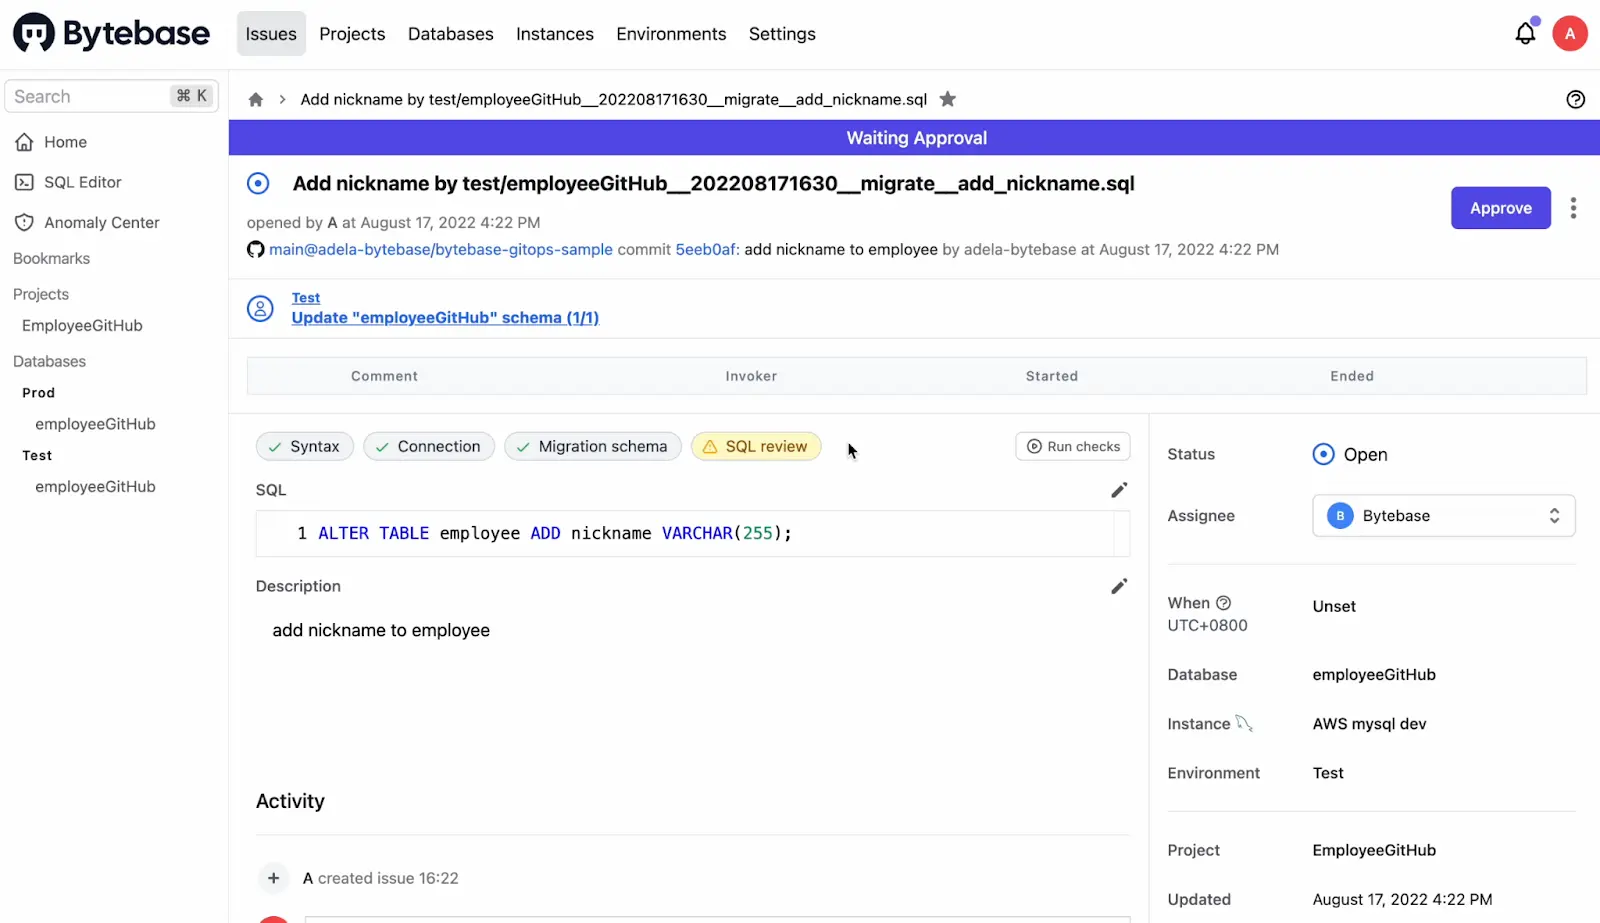 Bytebase
Issues Projects Databases Instances Environments Settings
A
Search ⌘ K
Home
SQL Editor
Anomaly Center
Bookmarks
Projects
EmployeeGitHub
Databases
Prod
employeeGitHub
Test
employeeGitHub
Add nickname by test/employeeGitHub__202208171630__migrate__add_nickname.sql
Waiting Approval
Add nickname by test/employeeGitHub__202208171630__migrate__add_nickname.sql
opened by A at August 17, 2022 4:22 PM
Approve
main@adela-bytebase/bytebase-gitops-sample commit 5eeb0af: add nickname to employee by adela-bytebase at August 17, 2022 4:22 PM
Test
Update "employeeGitHub" schema (1/1)
Comment Invoker Started Ended
Syntax Connection Migration schema SQL review Run checks
SQL
1 ALTER TABLE employee ADD nickname VARCHAR(255);
Description
add nickname to employee
Activity
A created issue 16:22
Status Open
Assignee B Bytebase
When Unset
UTC+0800
Database employeeGitHub
Instance AWS mysql dev
Environment Test
Project EmployeeGitHub
Updated August 17, 2022 4:22 PM